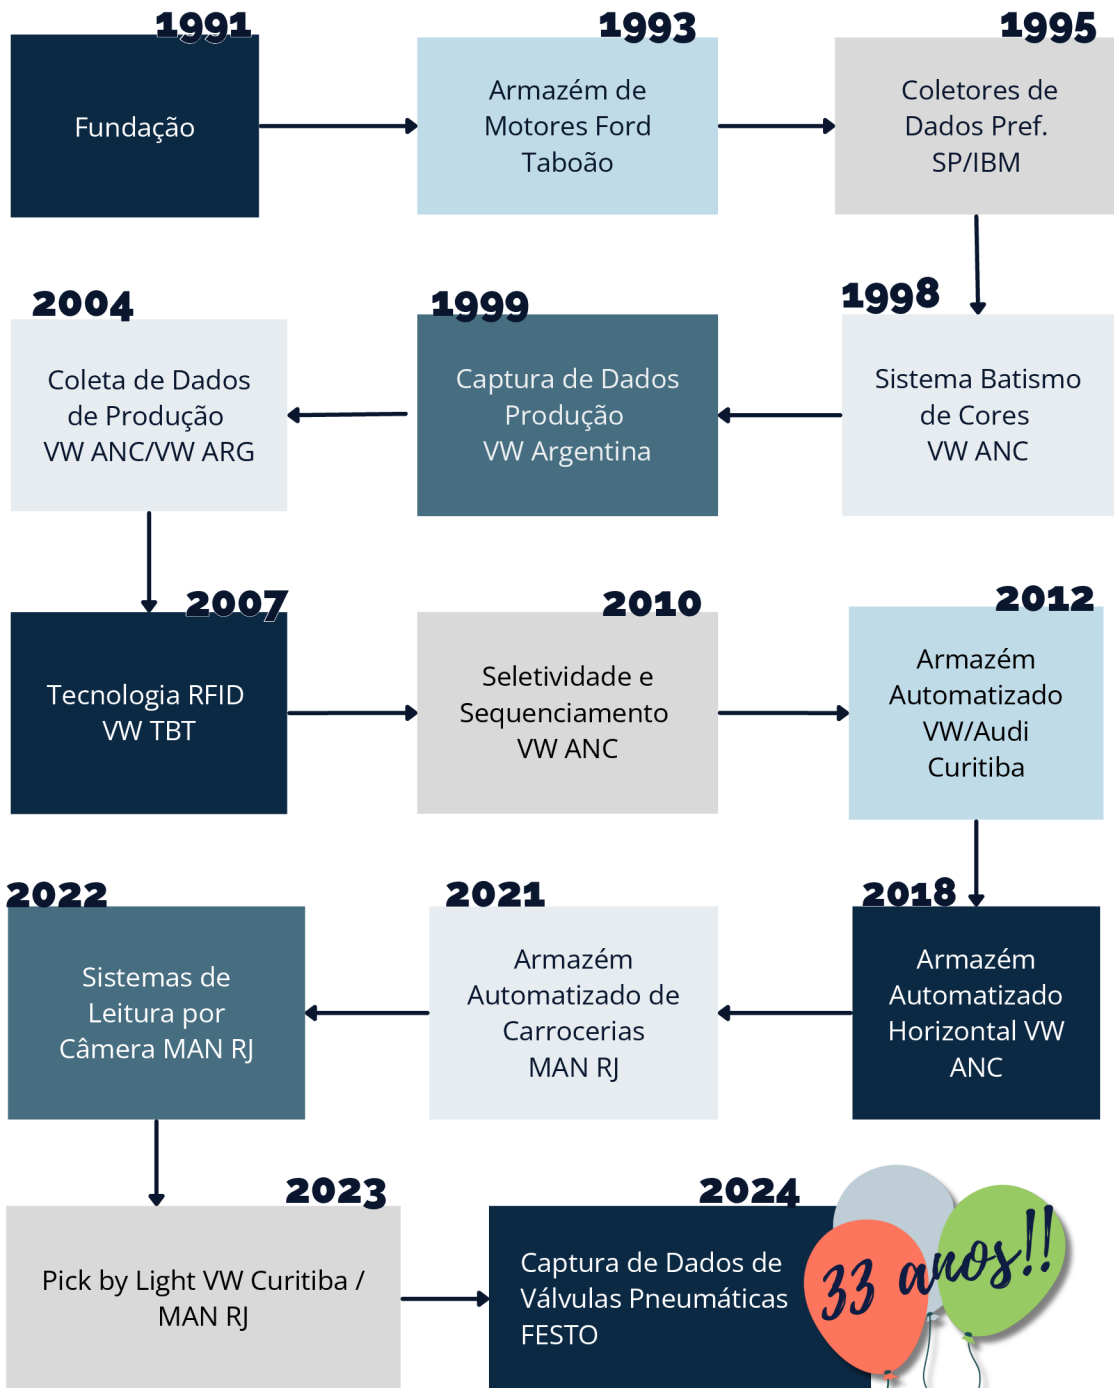 1991
Fundação
1993
Armazém de
Motores Ford
Taboão
1995
Coletores de
Dados Pref.
SP/IBM
1998
Sistema Batismo
de Cores
VW ANC
1999
Captura de Dados
Produção
VW Argentina
2004
Coleta de Dados
de Produção
VW ANC/VW ARG
2007
Tecnologia RFID
VW TBT
2010
Seletividade e
Sequenciamento
VW ANC
2012
Armazém
Automatizado
VW/Audi
Curitiba
2018
Armazém
Automatizado
Horizontal VW
ANC
2021
Armazém
Automatizado de
Carrocerias
MAN RJ
2022
Sistemas de
Leitura por
Câmera MAN RJ
2023
Pick by Light VW Curitiba /
MAN RJ
2024
Captura de Dados de
Válvulas Pneumáticas
FESTO
33 anos!!